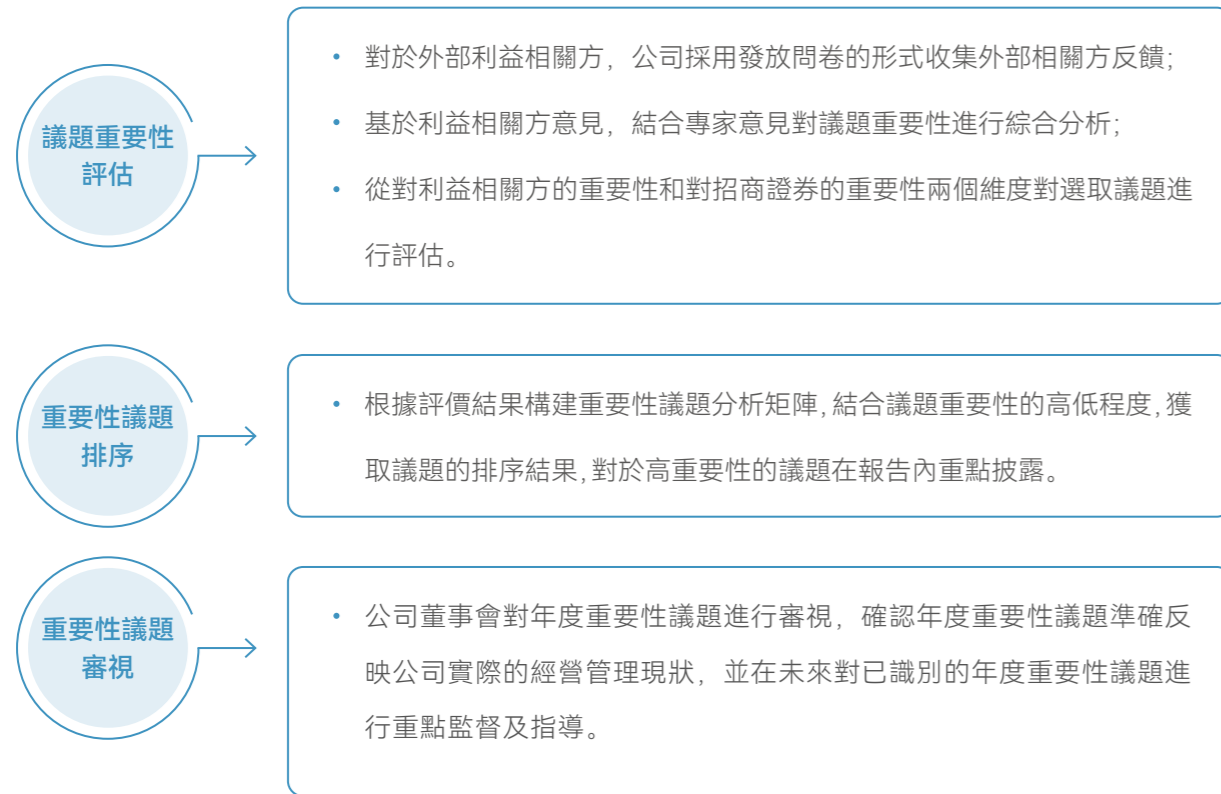 議題重要性
評估
• 對於外部利益相關方，公司採用發放問卷的形式收集外部相關方反饋；
• 基於利益相關方意見，結合專家意見對議題重要性進行綜合分析；
• 從對利益相關方的重要性和對招商證券的重要性兩個維度對選取議題進
行評估。
重要性議題
排序
• 根據評價結果構建重要性議題分析矩陣，結合議題重要性的高低程度，獲
取議題的排序結果，對於高重要性的議題在報告內重點披露。
重要性議題
審視
• 公司董事會對年度重要性議題進行審視，確認年度重要性議題準確反
映公司實際的經營管理現狀，並在未來對已識別的年度重要性議題進
行重點監督及指導。